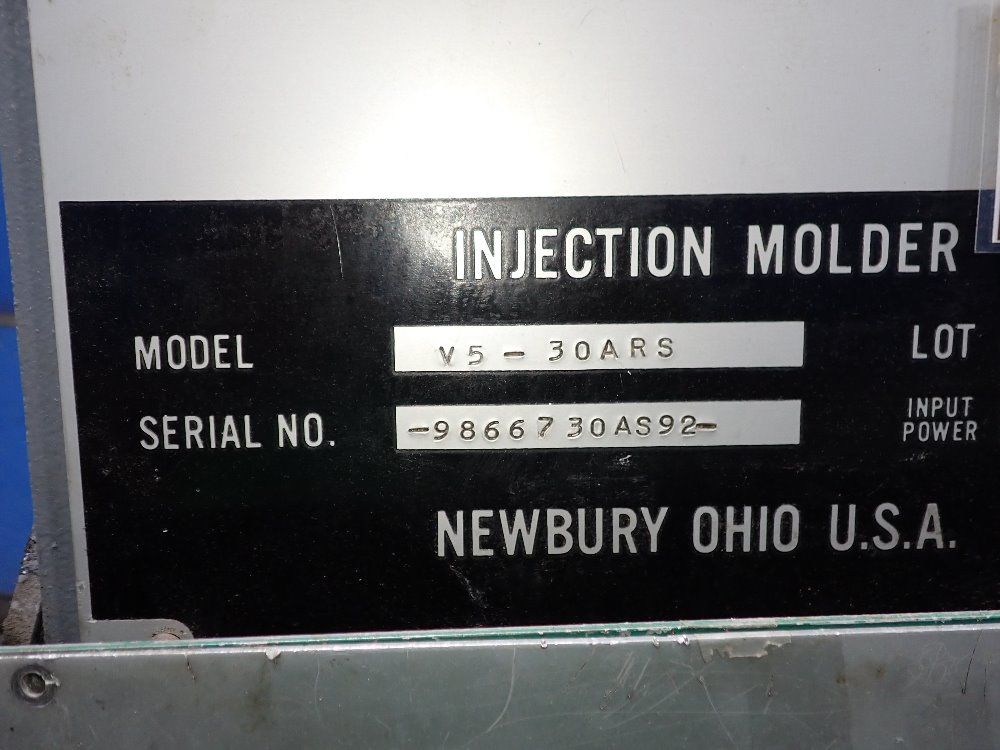 INJECTION MOLDER
MODEL V5-30ARS LOT
SERIAL NO. -9866730AS92- INPUT POWER
NEWBURY OHIO U.S.A.